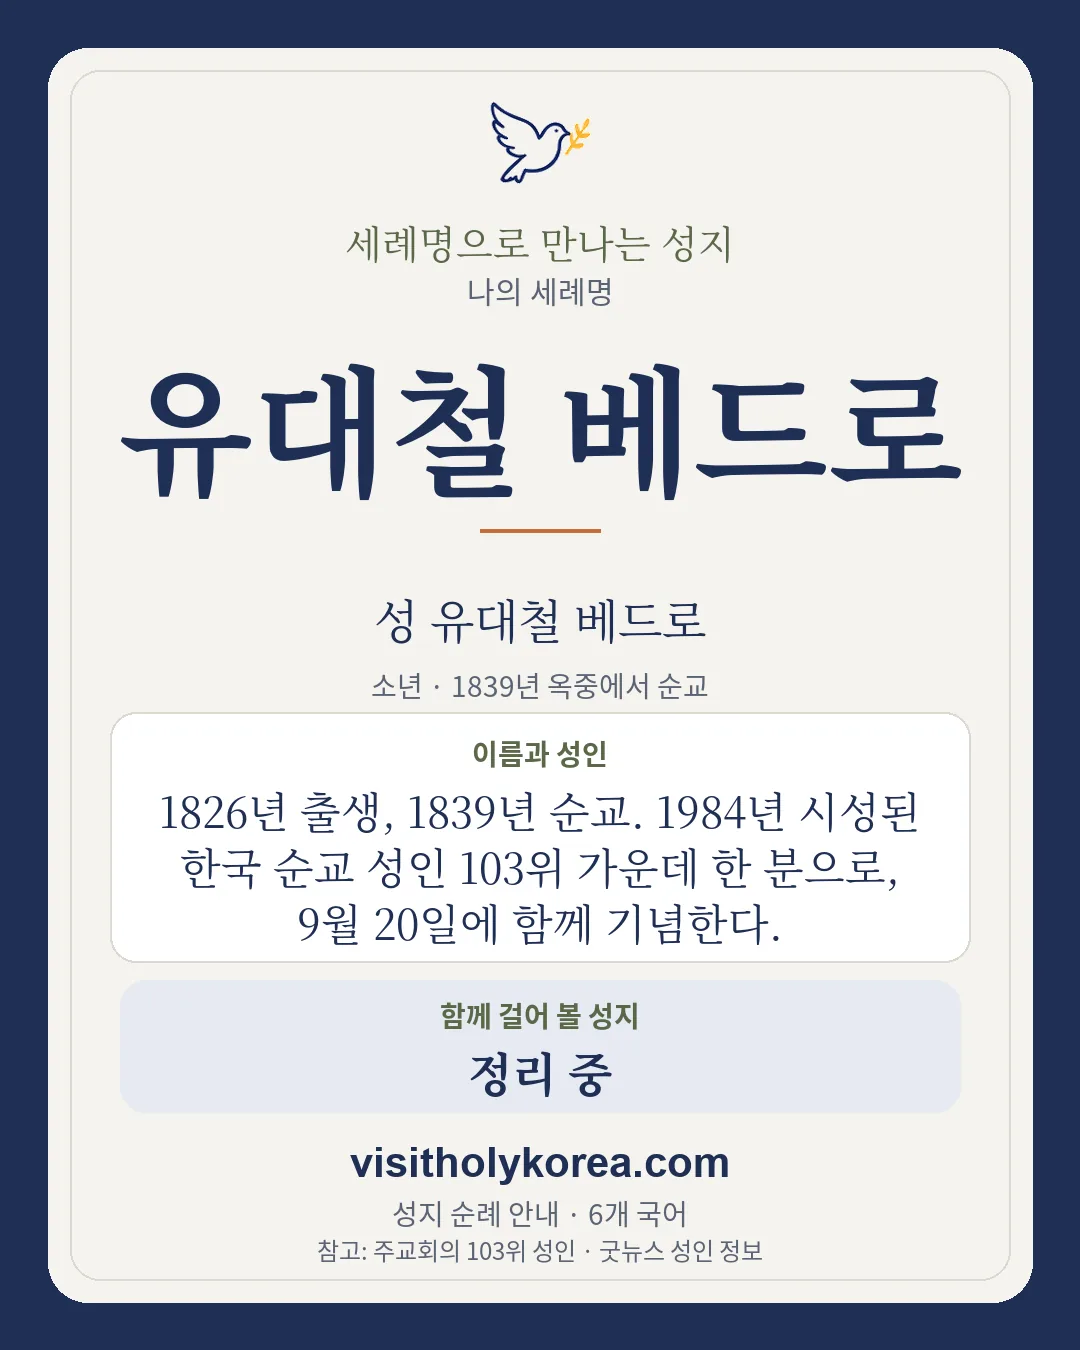 세례명으로 만나는 성지
나의 세례명
유대철 베드로
성 유대철 베드로
소년 · 1839년 옥중에서 순교
이름과 성인
1826년 출생, 1839년 순교. 1984년 시성된
한국 순교 성인 103위 가운데 한 분으로,
9월 20일에 함께 기념한다.
함께 걸어 볼 성지
정리 중
visitholykorea.com
성지 순례 안내 · 6개 국어
참고: 주교회의 103위 성인 · 굿뉴스 성인 정보